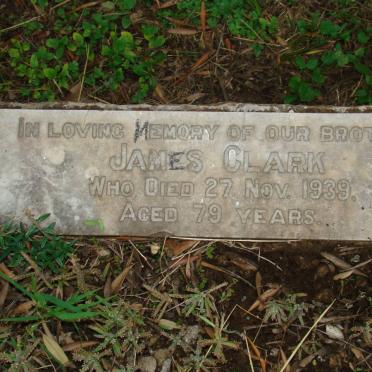 In Loving Memory of our brot
James Clark
Who Died 27 Nov. 1939.
Aged 79 years.